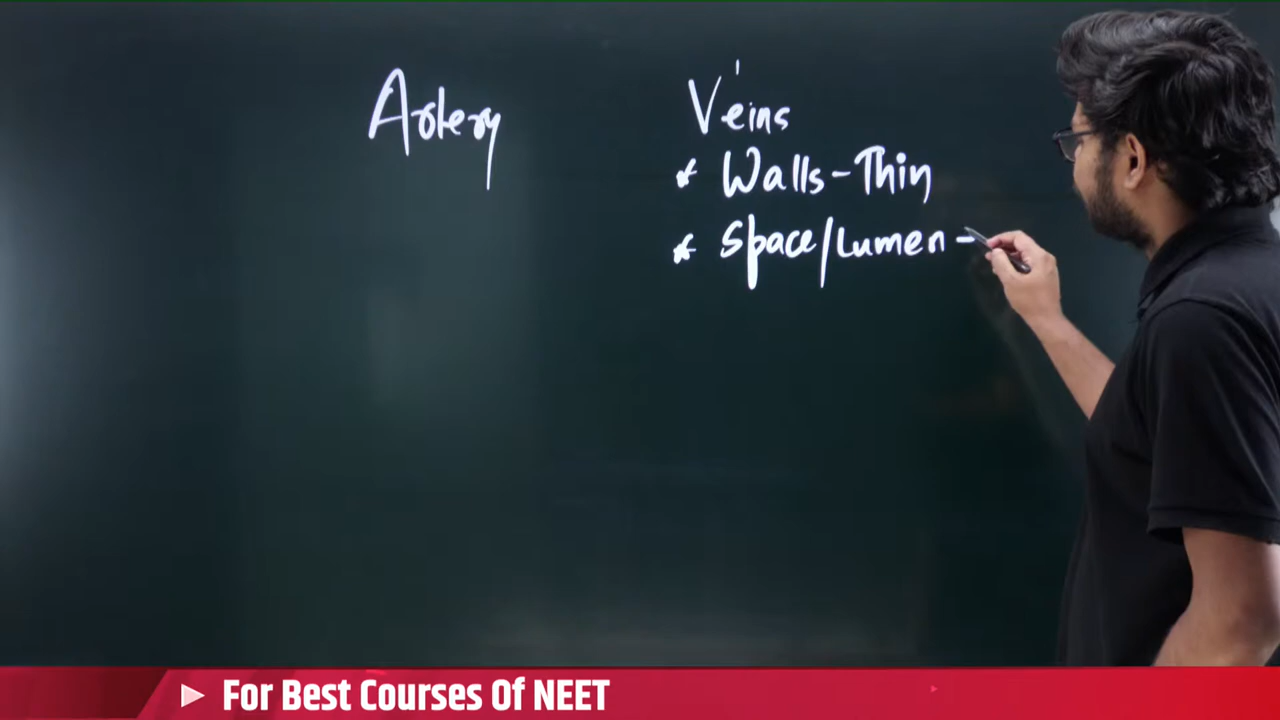 Artery
Veins
* Walls-Thin
* Space/Lumen -
For Best Courses Of NEET